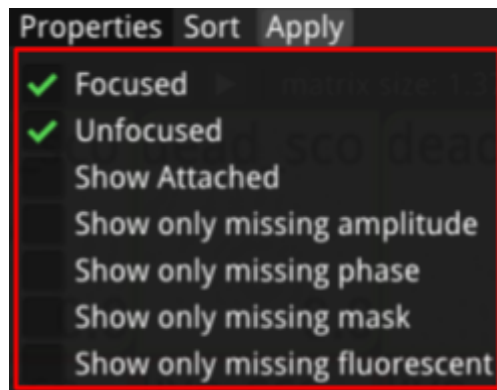 Properties Sort Apply
Focused
Unfocused
Show Attached
Show only missing amplitude
Show only missing phase
Show only missing mask
Show only missing fluorescent